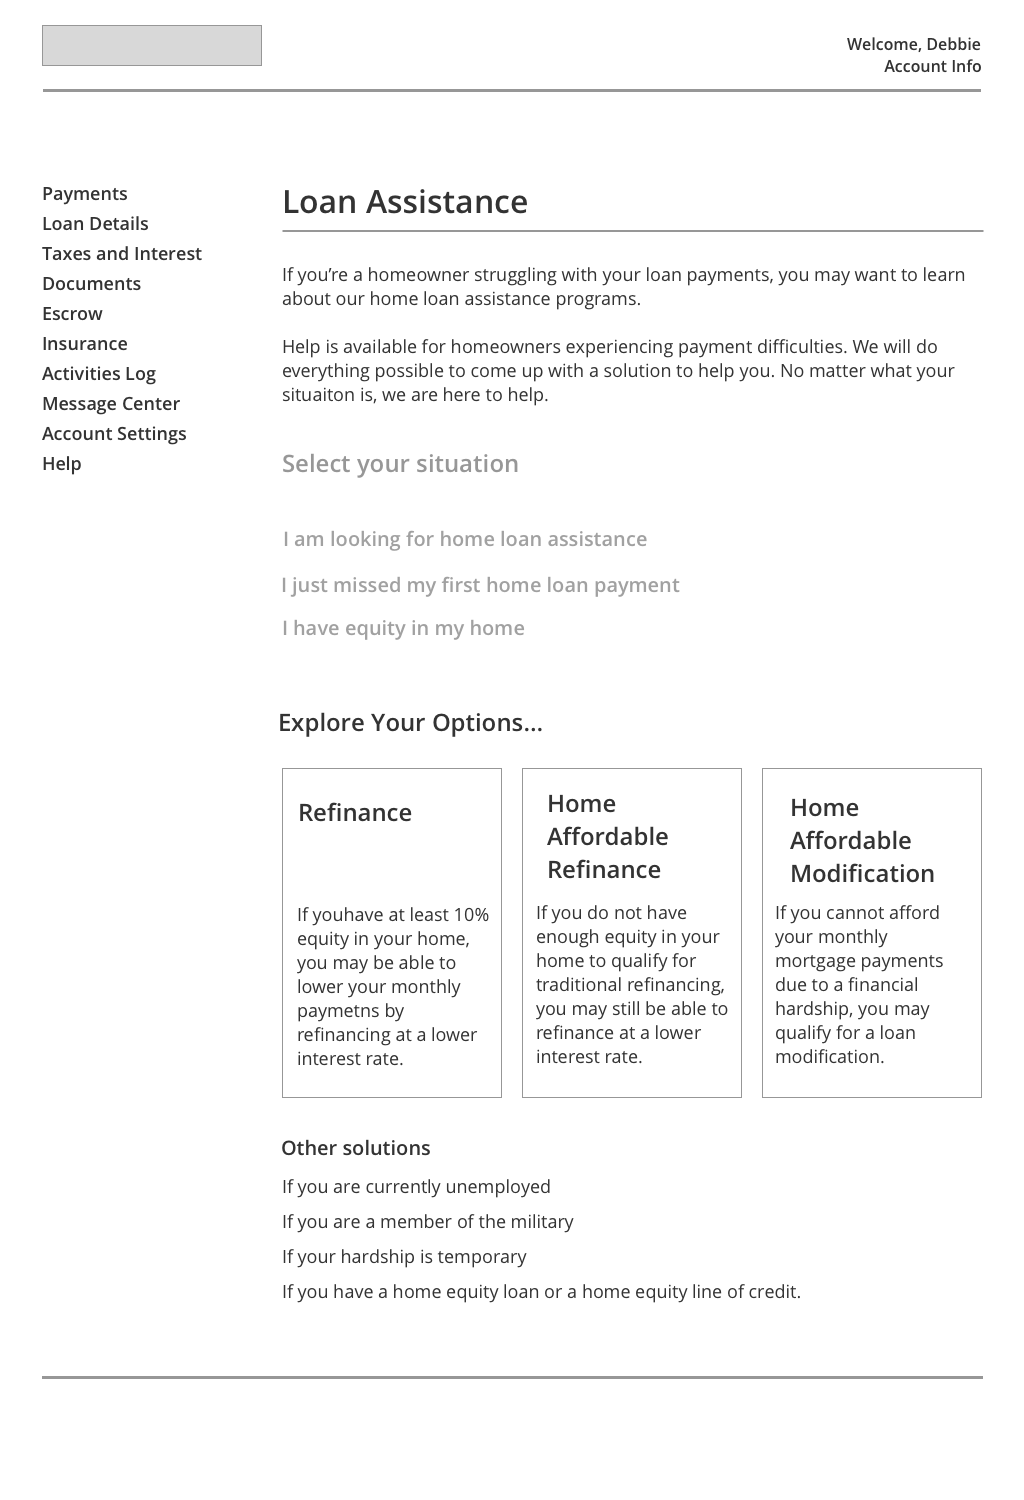 Welcome, Debbie
Account Info
Payments
Loan Details
Taxes and Interest
Documents
Escrow
Insurance
Activities Log
Message Center
Account Settings
Help
Loan Assistance
If you’re a homeowner struggling with your loan payments, you may want to learn
about our home loan assistance programs.
Help is available for homeowners experiencing payment difficulties. We will do
everything possible to come up with a solution to help you. No matter what your
situaiton is, we are here to help.
Select your situation
I am looking for home loan assistance
I just missed my first home loan payment
I have equity in my home
Explore Your Options...
Refinance
If youhave at least 10%
equity in your home,
you may be able to
lower your monthly
paymetns by
refinancing at a lower
interest rate.
Home
Affordable
Refinance
If you do not have
enough equity in your
home to qualify for
traditional refinancing,
you may still be able to
refinance at a lower
interest rate.
Home
Affordable
Modification
If you cannot afford
your monthly
mortgage payments
due to a financial
hardship, you may
qualify for a loan
modification.
Other solutions
If you are currently unemployed
If you are a member of the military
If your hardship is temporary
If you have a home equity loan or a home equity line of credit.